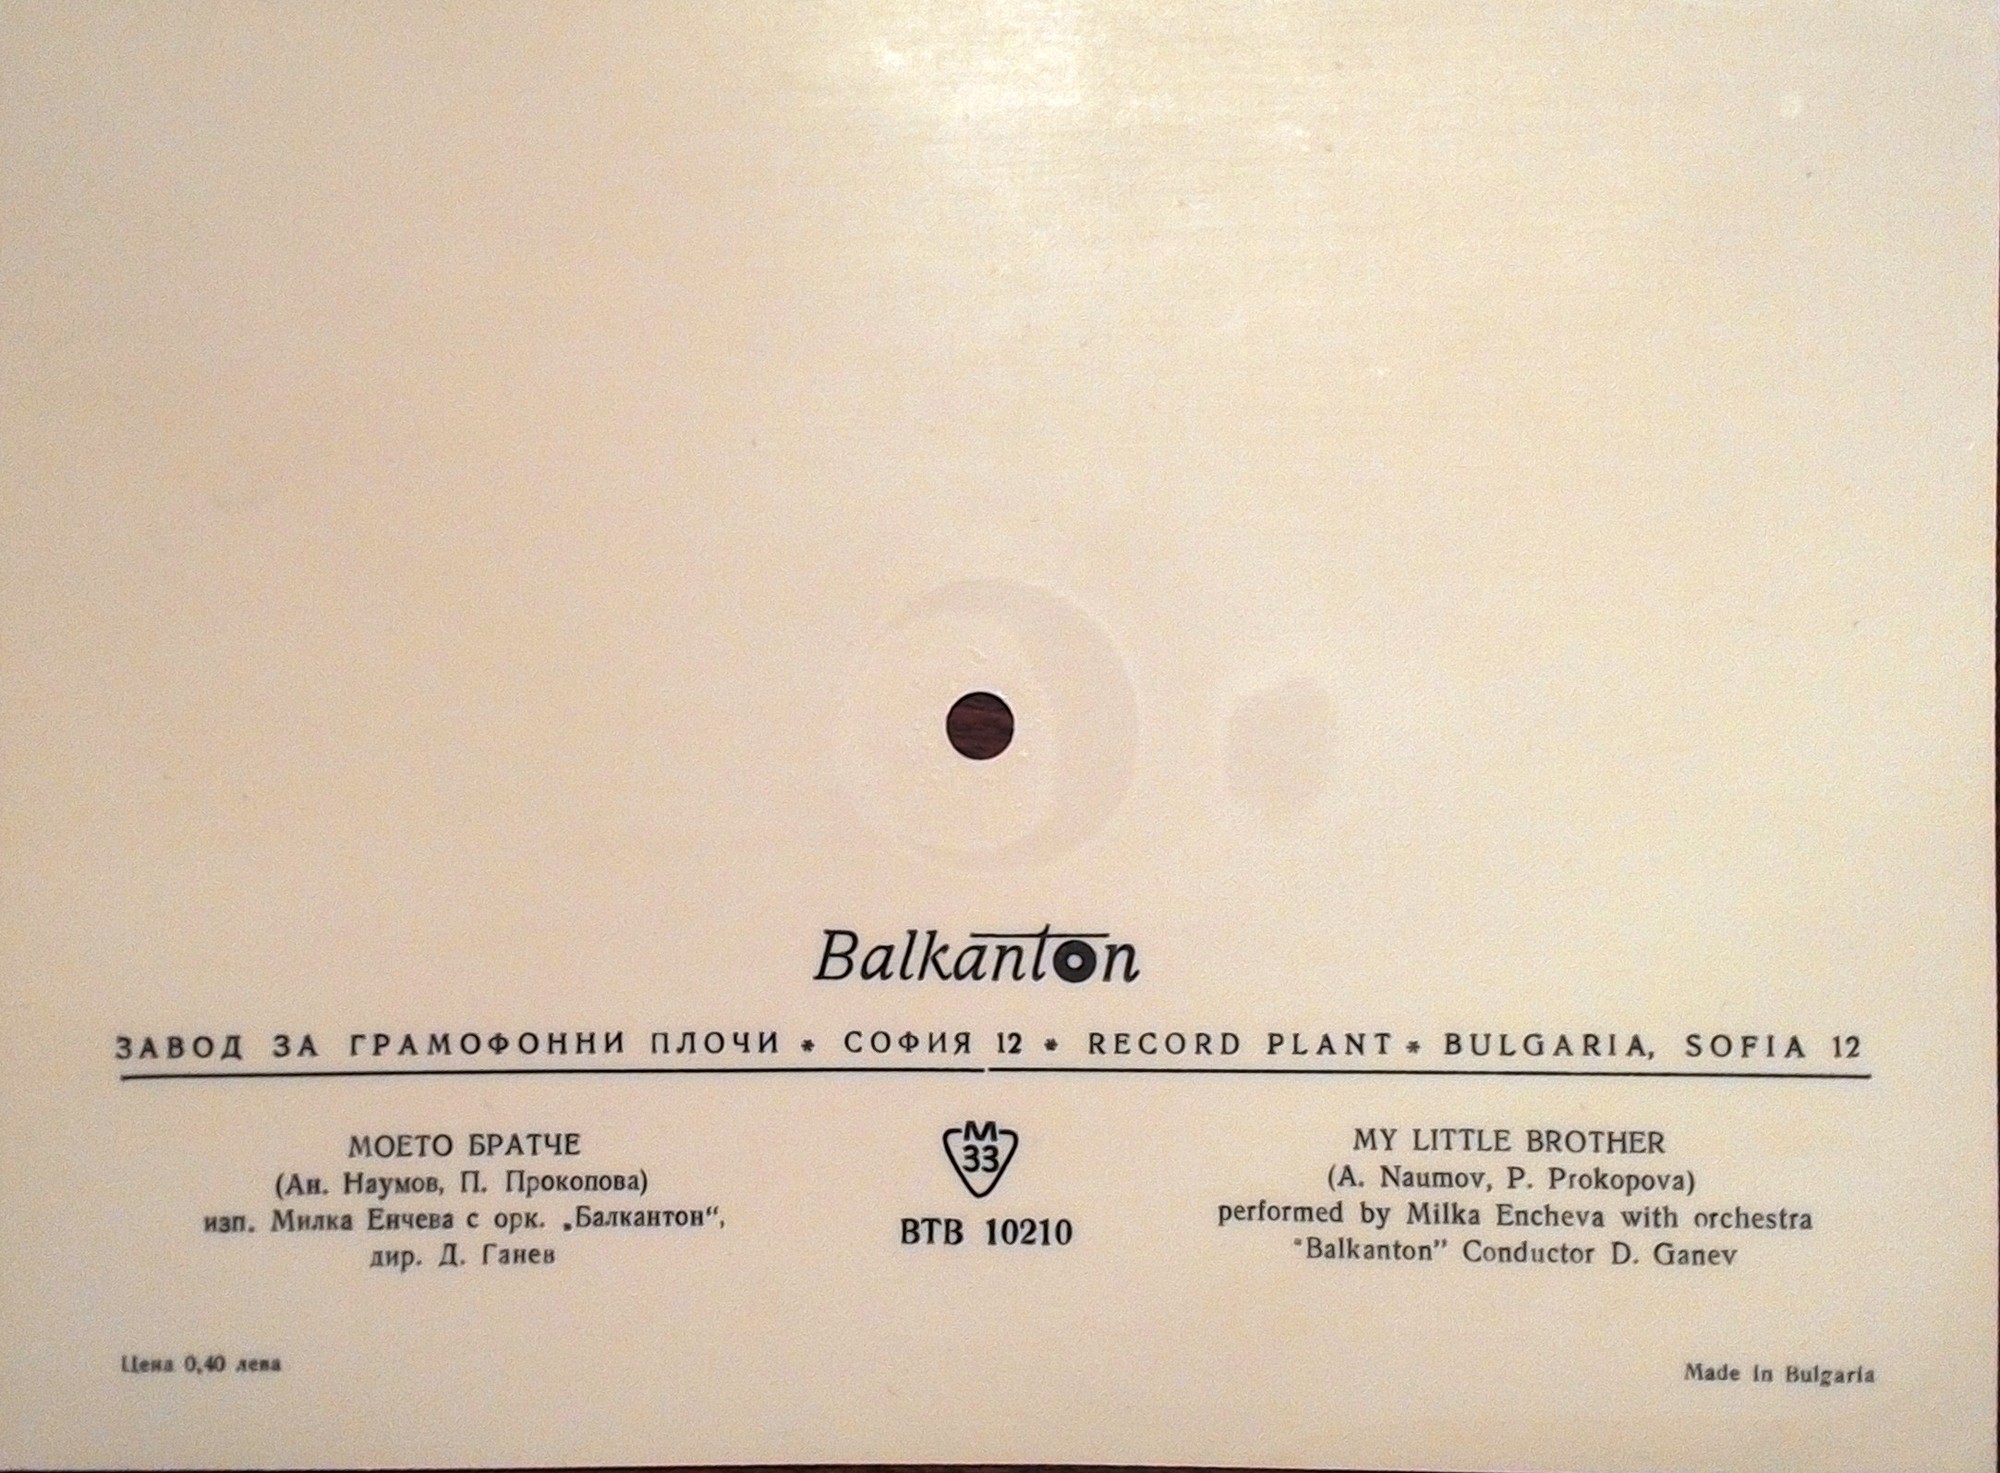 Balkanton
ЗАВОД ЗА ГРАМОФОННИ ПЛОЧИ * СОФИЯ 12 * RECORD PLANT * BULGARIA, SOFIA 12
МОЕТО БРАТЧЕ
(Ан. Наумов, П. Прокопова)
изп. Милка Енчева с орк. „Балкантон“,
дир. Д. Ганев
М
33
ВТВ 10210
MY LITTLE BROTHER
(A. Naumov, P. Prokopova)
performed by Milka Encheva with orchestra
"Balkanton" Conductor D. Ganev
Цена 0,40 лева
Made in Bulgaria